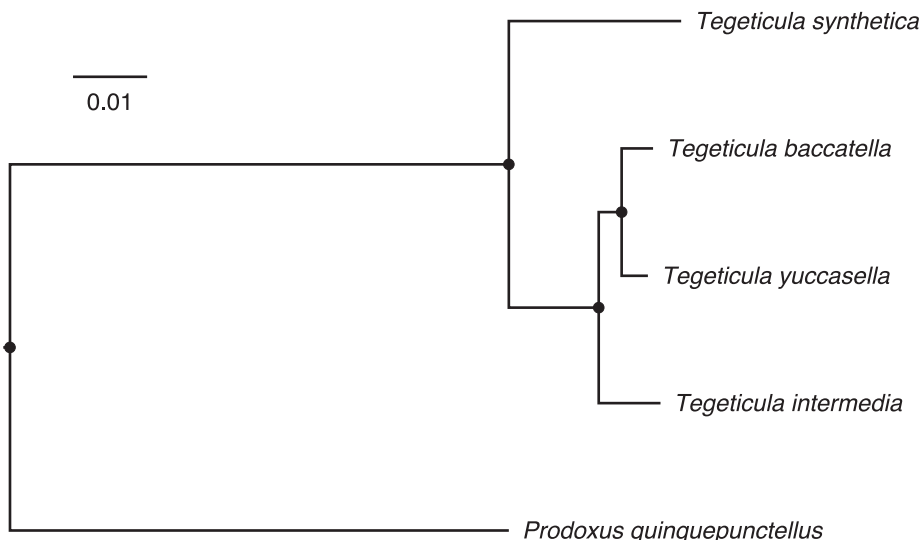 Tegeticula synthetica
0.01
Tegeticula baccatella
Tegeticula yuccasella
Tegeticula intermedia
Prodoxus quinquepunctellus